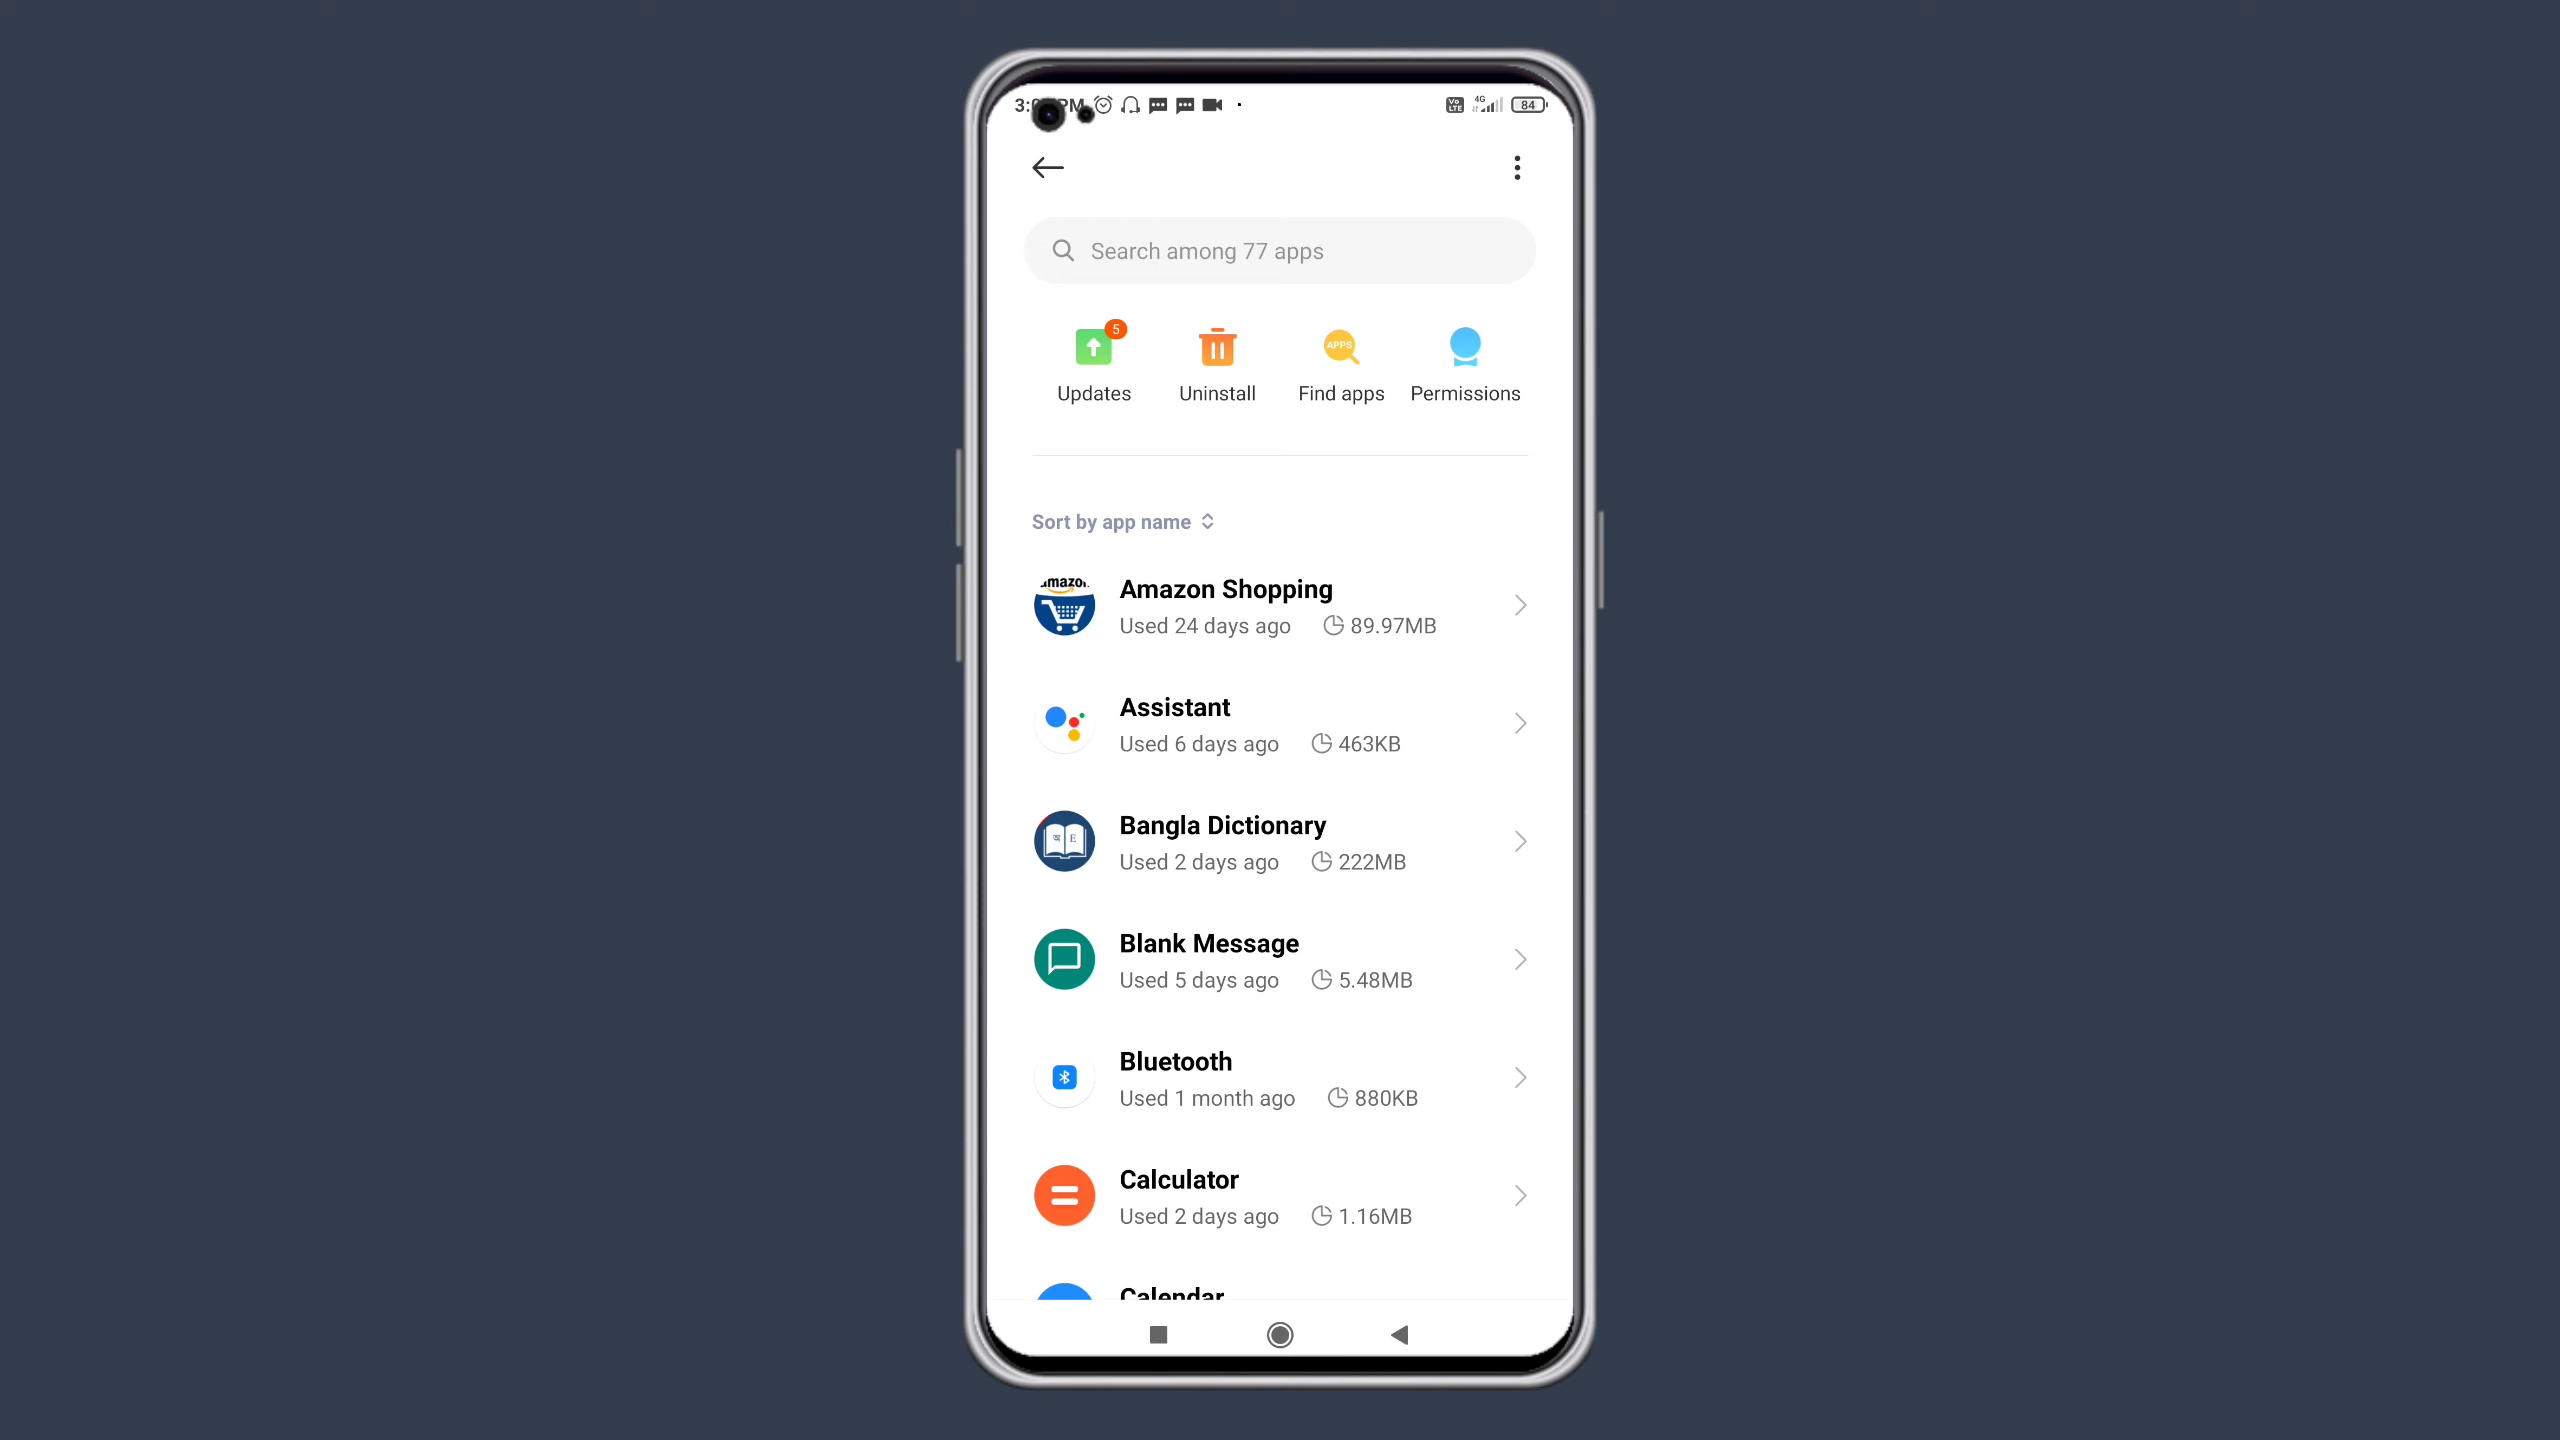 84
Search among 77 apps
5
APPS
Updates Uninstall Find apps Permissions
Sort by app name
Amazon Shopping
Used 24 days ago 89.97MB
Assistant
Used 6 days ago 463KB
Bangla Dictionary
Used 2 days ago 222MB
Blank Message
Used 5 days ago 5.48MB
Bluetooth
Used 1 month ago 880KB
Calculator
Used 2 days ago 1.16MB
Calendar